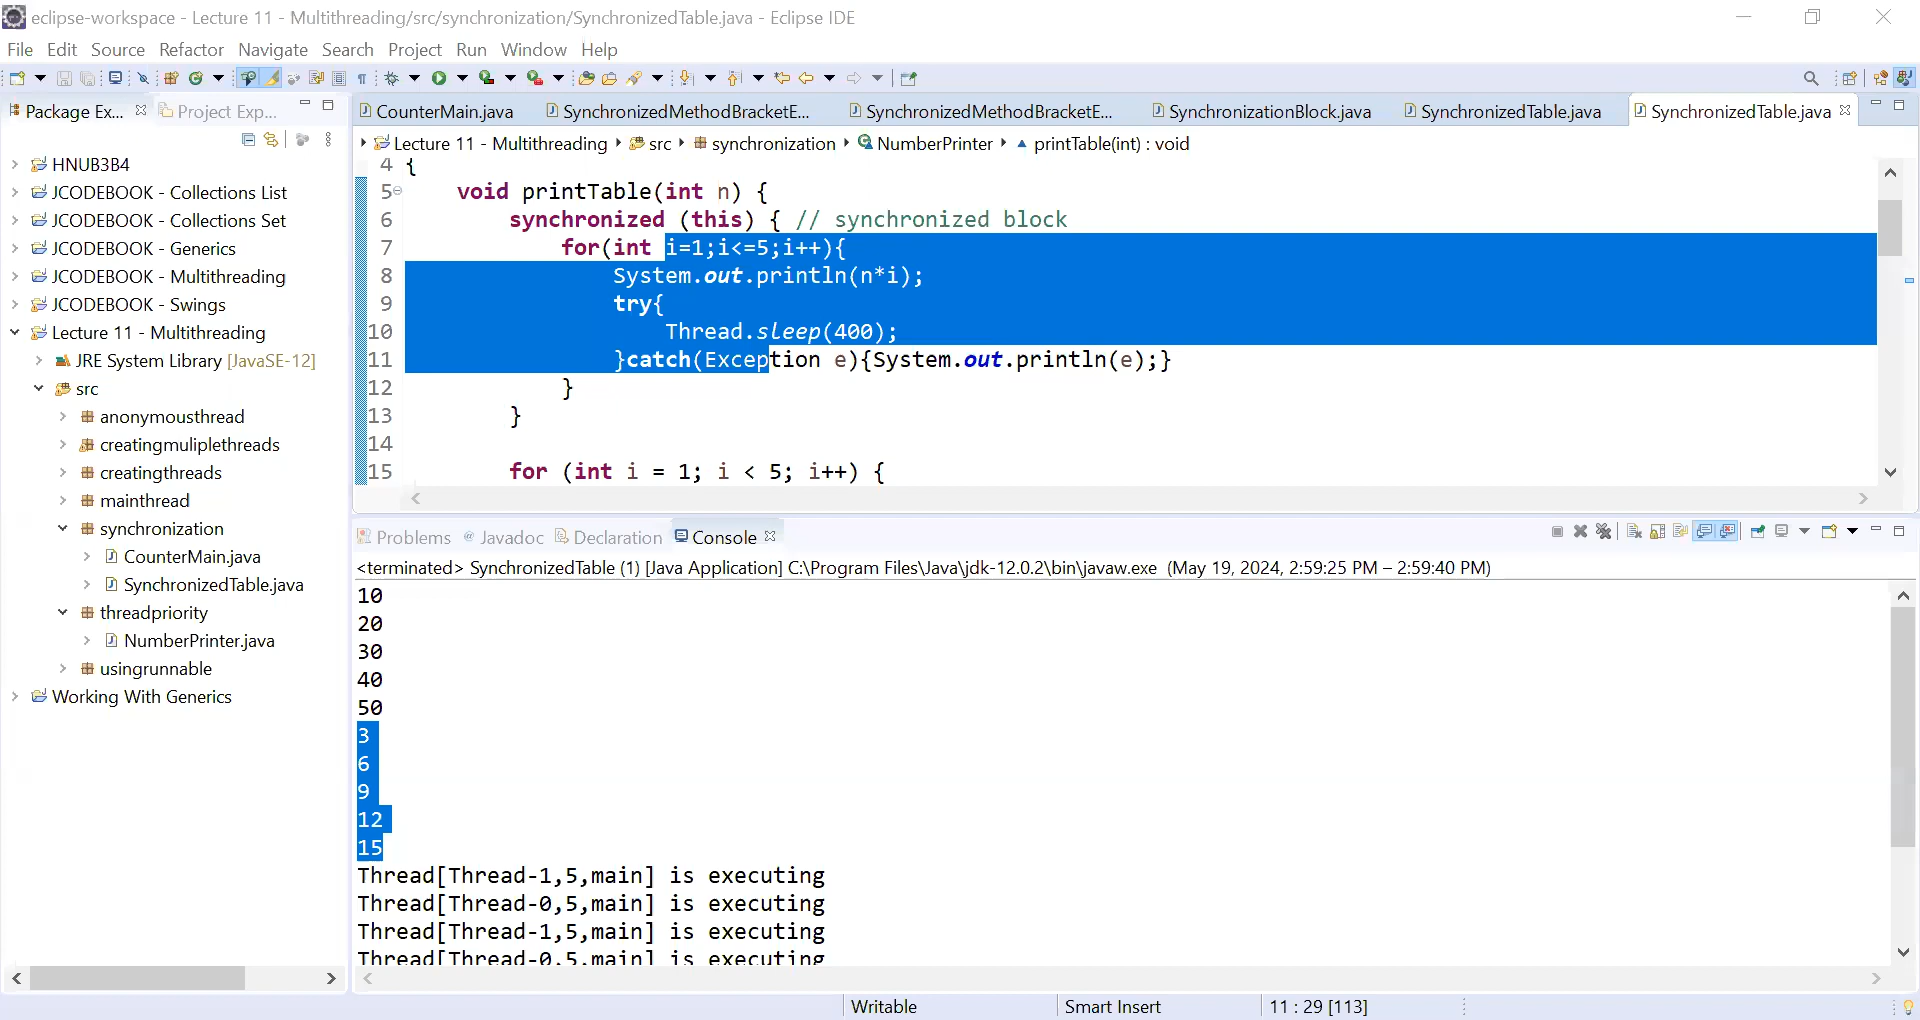 eclipse-workspace - Lecture 11 - Multithreading/src/synchronization/SynchronizedTable.java - Eclipse IDE
File Edit Source Refactor Navigate Search Project Run Window Help
Package Ex...
Project Exp...
HNUB3B4
JCODEBOOK - Collections List
JCODEBOOK - Collections Set
JCODEBOOK - Generics
JCODEBOOK - Multithreading
JCODEBOOK - Swings
Lecture 11 - Multithreading
JRE System Library [JavaSE-12]
src
anonymousthread
creatingmuliplethreads
creatingthreads
mainthread
synchronization
CounterMain.java
SynchronizedTable.java
threadpriority
NumberPrinter.java
usingrunnable
Working With Generics
CounterMain.java SynchronizedMethodBracketE... SynchronizedMethodBracketE... SynchronizationBlock.java SynchronizedTable.java SynchronizedTable.java
Lecture 11 - Multithreading src synchronization NumberPrinter printTable(int) : void
4 {
5 void printTable(int n) {
6 synchronized (this) { // synchronized block
7 for(int i=1;i<=5;i++){
8 System.out.println(n*i);
9 try{
10 Thread.sleep(400);
11 }catch(Exception e){System.out.println(e);}
12 }
13 }
14
15 for (int i = 1; i < 5; i++) {
Problems Javadoc Declaration Console
<terminated> SynchronizedTable (1) [Java Application] C:\Program Files\Java\jdk-12.0.2\bin\javaw.exe (May 19, 2024, 2:59:25 PM – 2:59:40 PM)
10
20
30
40
50
3
6
9
12
15
Thread[Thread-1,5,main] is executing
Thread[Thread-0,5,main] is executing
Thread[Thread-1,5,main] is executing
Thread[Thread-0,5,main] is executing
Writable Smart Insert 11 : 29 [113]